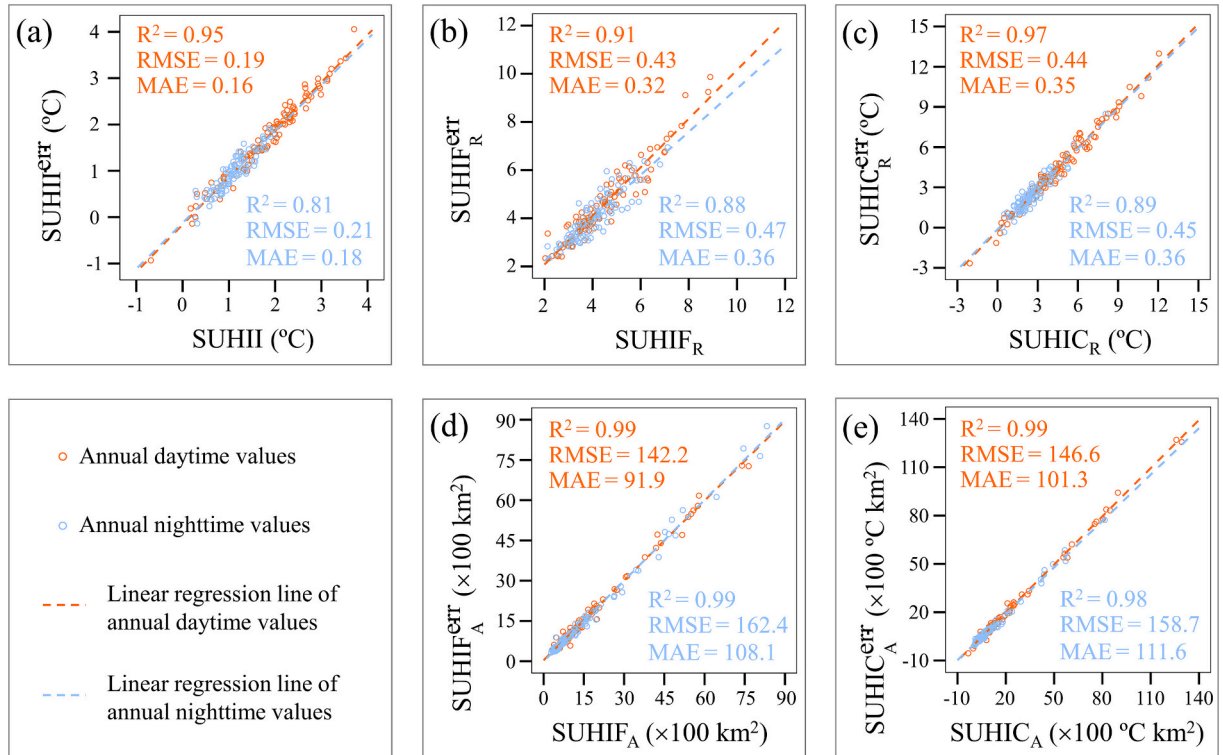 (a)
R² = 0.95
RMSE = 0.19
MAE = 0.16
R² = 0.81
RMSE = 0.21
MAE = 0.18
SUHII^err (ºC)
4
3
2
1
0
-1
-1 0 1 2 3 4
SUHII (ºC)
(b)
R² = 0.91
RMSE = 0.43
MAE = 0.32
R² = 0.88
RMSE = 0.47
MAE = 0.36
SUHIF_R^err
12
10
8
6
4
2
2 4 6 8 10 12
SUHIF_R
(c)
R² = 0.97
RMSE = 0.44
MAE = 0.35
R² = 0.89
RMSE = 0.45
MAE = 0.36
SUHIC_R^err (ºC)
15
12
9
6
3
0
-3
-3 0 3 6 9 12 15
SUHIC_R (ºC)
Annual daytime values
Annual nighttime values
Linear regression line of
annual daytime values
Linear regression line of
annual nighttime values
(d)
R² = 0.99
RMSE = 142.2
MAE = 91.9
R² = 0.99
RMSE = 162.4
MAE = 108.1
SUHIF_A^err (×100 km²)
90
75
60
45
30
15
0
0 15 30 45 60 75 90
SUHIF_A (×100 km²)
(e)
R² = 0.99
RMSE = 146.6
MAE = 101.3
R² = 0.98
RMSE = 158.7
MAE = 111.6
SUHIC_A^err (×100 ºC km²)
140
110
80
50
20
-10
-10 20 50 80 110 140
SUHIC_A (×100 ºC km²)